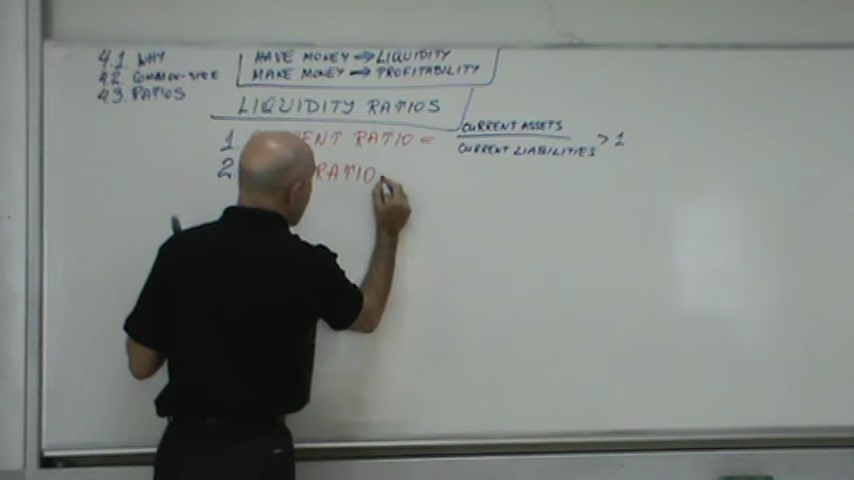 4.1. WHY
4.2. COMMON-SIZE
4.3. RATIOS
HAVE MONEY → LIQUIDITY
MAKE MONEY → PROFITABILITY
LIQUIDITY RATIOS
1 RENT RATIO = CURRENT ASSETS
CURRENT LIABILITIES > 1
2. RATIO